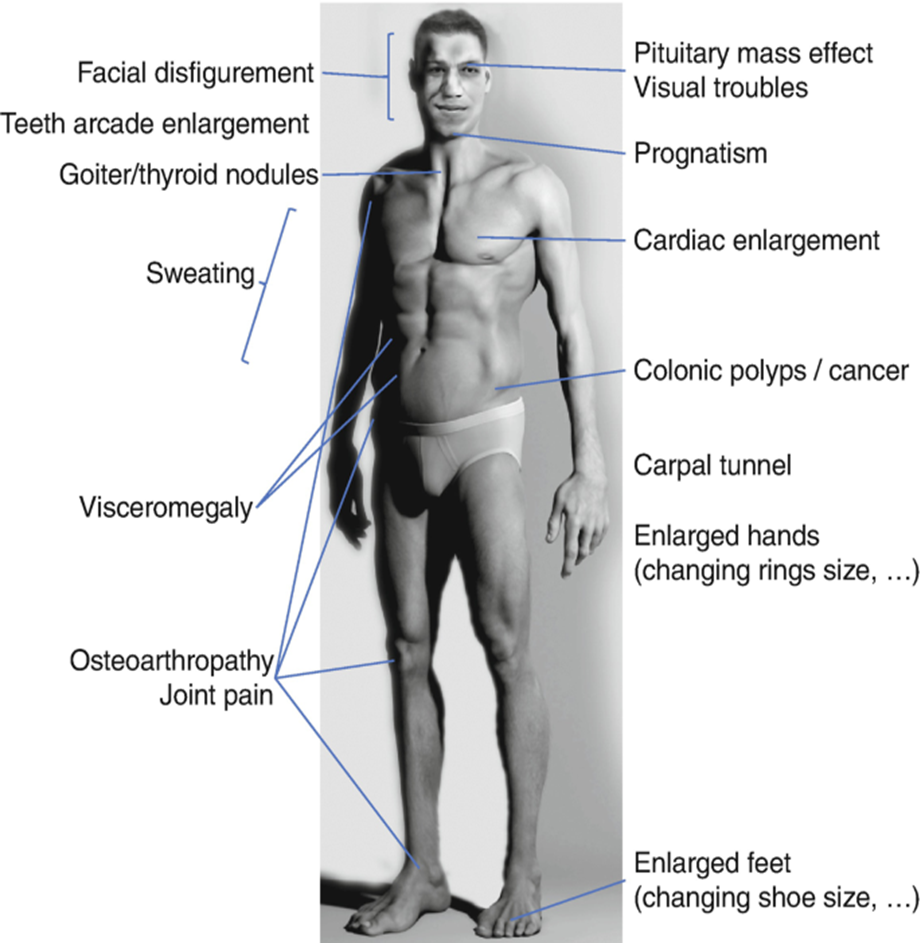 Facial disfigurement
Teeth arcade enlargement
Goiter/thyroid nodules
Sweating
Visceromegaly
Osteoarthropathy
Joint pain
Pituitary mass effect
Visual troubles
Prognatism
Cardiac enlargement
Colonic polyps / cancer
Carpal tunnel
Enlarged hands
(changing rings size, …)
Enlarged feet
(changing shoe size, …)